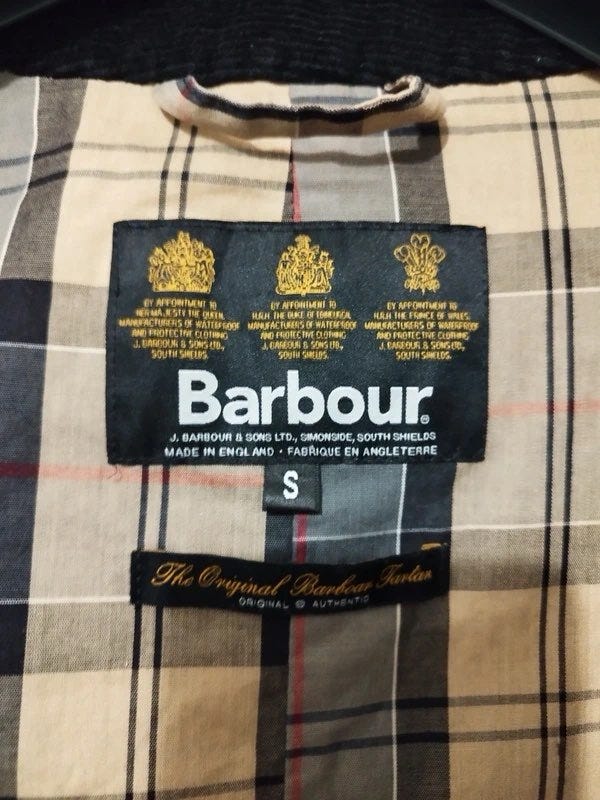 BY APPOINTMENT TO
HER MAJESTY THE QUEEN
MANUFACTURERS OF WATERPROOF
AND PROTECTIVE CLOTHING
J. BARBOUR & SONS LTD.,
SOUTH SHIELDS.
BY APPOINTMENT TO
H.R.H. THE DUKE OF EDINBURGH,
MANUFACTURERS OF WATERPROOF
AND PROTECTIVE CLOTHING
J. BARBOUR & SONS LTD.,
SOUTH SHIELDS.
BY APPOINTMENT TO
H.R.H. THE PRINCE OF WALES,
MANUFACTURERS OF WATERPROOF
AND PROTECTIVE CLOTHING
J. BARBOUR & SONS LTD.,
SOUTH SHIELDS.
Barbour®
J. BARBOUR & SONS LTD., SIMONSIDE, SOUTH SHIELDS
MADE IN ENGLAND · FABRIQUE EN ANGLETERRE
S
The Original Barbour Tartan
ORIGINAL @ AUTHENTIC